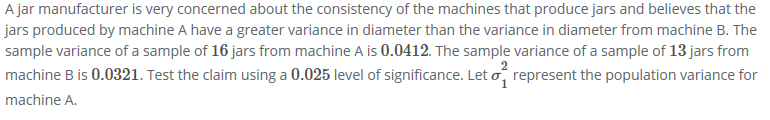 A jar manufacturer is very concerned about the consistency of the machines that produce jars and believes that the
jars produced by machine A have a greater variance in diameter than the variance in diameter from machine B. The
sample variance of a sample of 16 jars from machine A is 0.0412. The sample variance of a sample of 13 jars from
machine B is 0.0321. Test the claim using a 0.025 level of significance. Let σ₁² represent the population variance for
machine A.